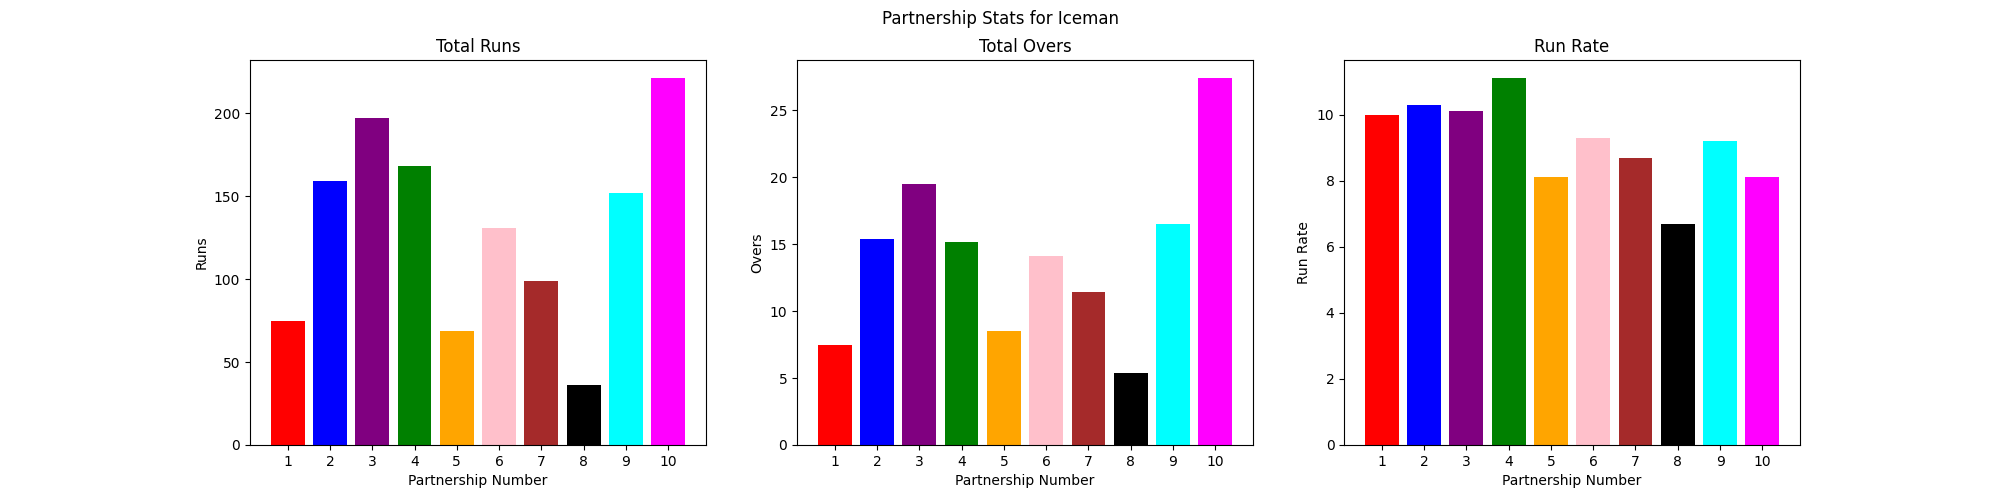 Partnership Stats for Iceman
Total Runs
Runs
200
150
100
50
0
1 2 3 4 5 6 7 8 9 10
Partnership Number
Total Overs
Overs
25
20
15
10
5
0
1 2 3 4 5 6 7 8 9 10
Partnership Number
Run Rate
Run Rate
10
8
6
4
2
0
1 2 3 4 5 6 7 8 9 10
Partnership Number